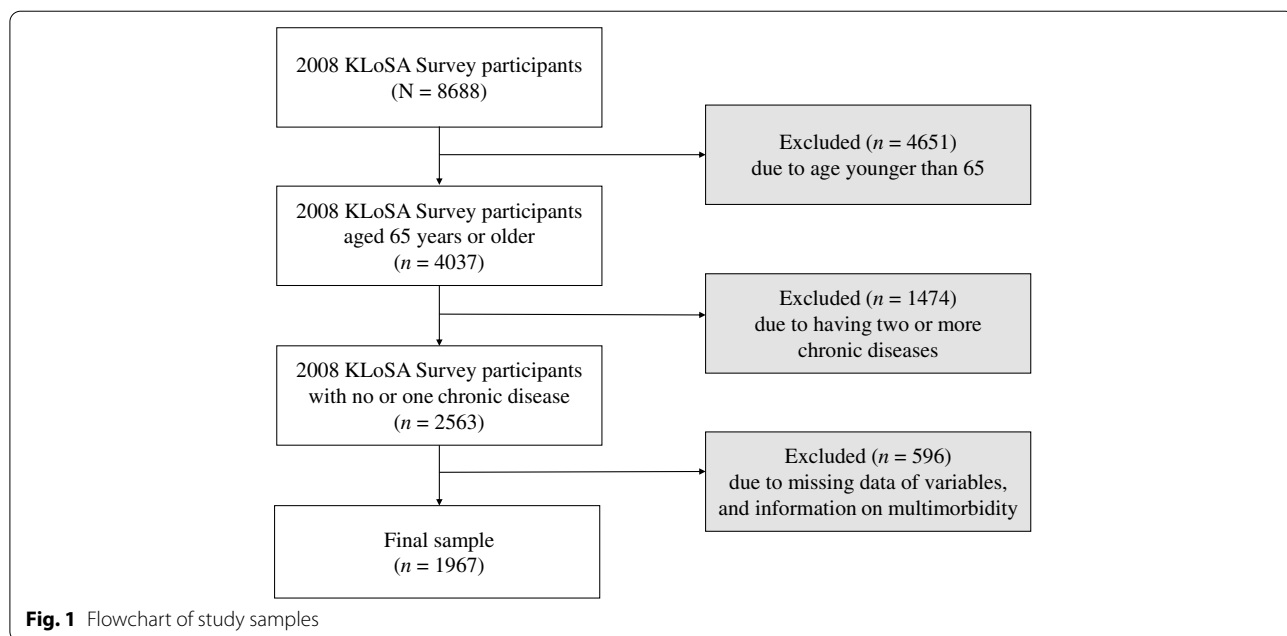 2008 KLoSA Survey participants
(N = 8688)
Excluded (n = 4651)
due to age younger than 65
2008 KLoSA Survey participants
aged 65 years or older
(n = 4037)
Excluded (n = 1474)
due to having two or more
chronic diseases
2008 KLoSA Survey participants
with no or one chronic disease
(n = 2563)
Excluded (n = 596)
due to missing data of variables,
and information on multimorbidity
Final sample
(n = 1967)
Fig. 1 Flowchart of study samples